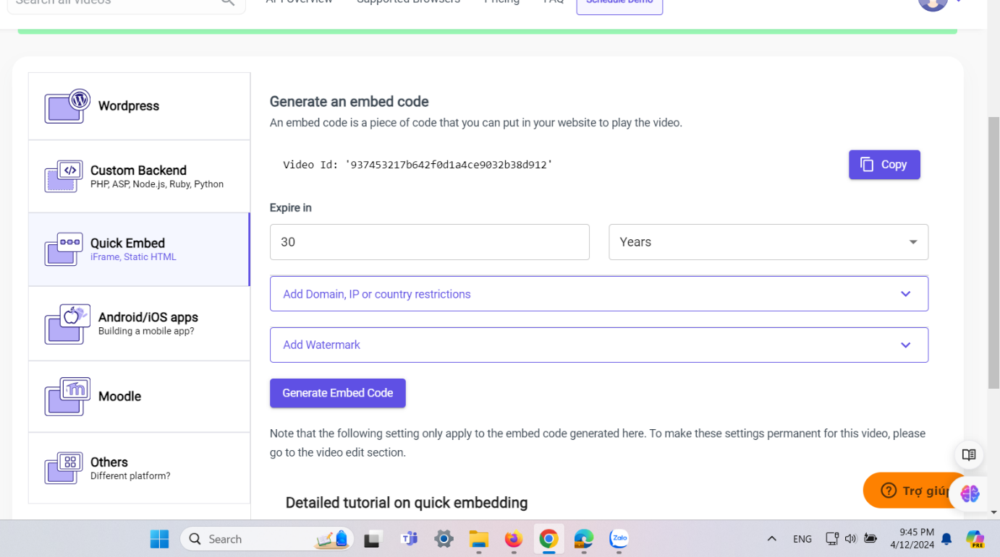 Search all videos
API Overview
Supported Browsers
Pricing
FAQ
Schedule Demo
Wordpress
Custom Backend
PHP, ASP, Node.js, Ruby, Python
Quick Embed
iFrame, Static HTML
Android/iOS apps
Building a mobile app?
Moodle
Others
Different platform?
Generate an embed code
An embed code is a piece of code that you can put in your website to play the video.
Video Id: '937453217b642f0d1a4ce9032b38d912'
Copy
Expire in
30
Years
Add Domain, IP or country restrictions
Add Watermark
Generate Embed Code
Note that the following setting only apply to the embed code generated here. To make these settings permanent for this video, please
go to the video edit section.
Detailed tutorial on quick embedding
Trợ giúp
Search
Zalo
ENG
9:45 PM
4/12/2024
PRE